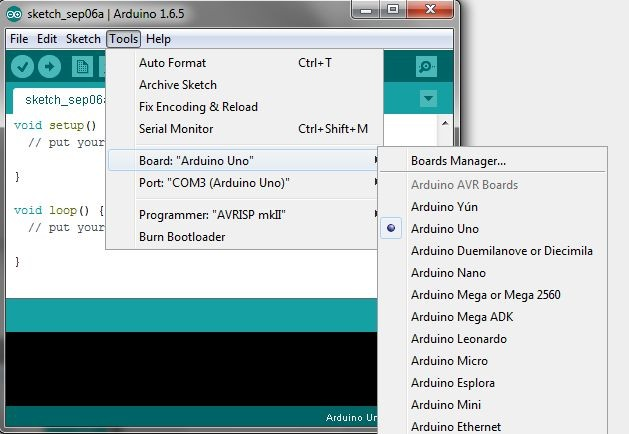 sketch_sep06a | Arduino 1.6.5
File Edit Sketch Tools Help
Auto Format Ctrl+T
Archive Sketch
Fix Encoding & Reload
Serial Monitor Ctrl+Shift+M
Board: "Arduino Uno"
Port: "COM3 (Arduino Uno)"
Programmer: "AVRISP mkII"
Burn Bootloader
sketch_sep06a
void setup()
// put your
}
void loop() {
// put your
}
Boards Manager...
Arduino AVR Boards
Arduino Yún
Arduino Uno
Arduino Duemilanove or Diecimila
Arduino Nano
Arduino Mega or Mega 2560
Arduino Mega ADK
Arduino Leonardo
Arduino Micro
Arduino Esplora
Arduino Mini
Arduino Ethernet
Arduino Un